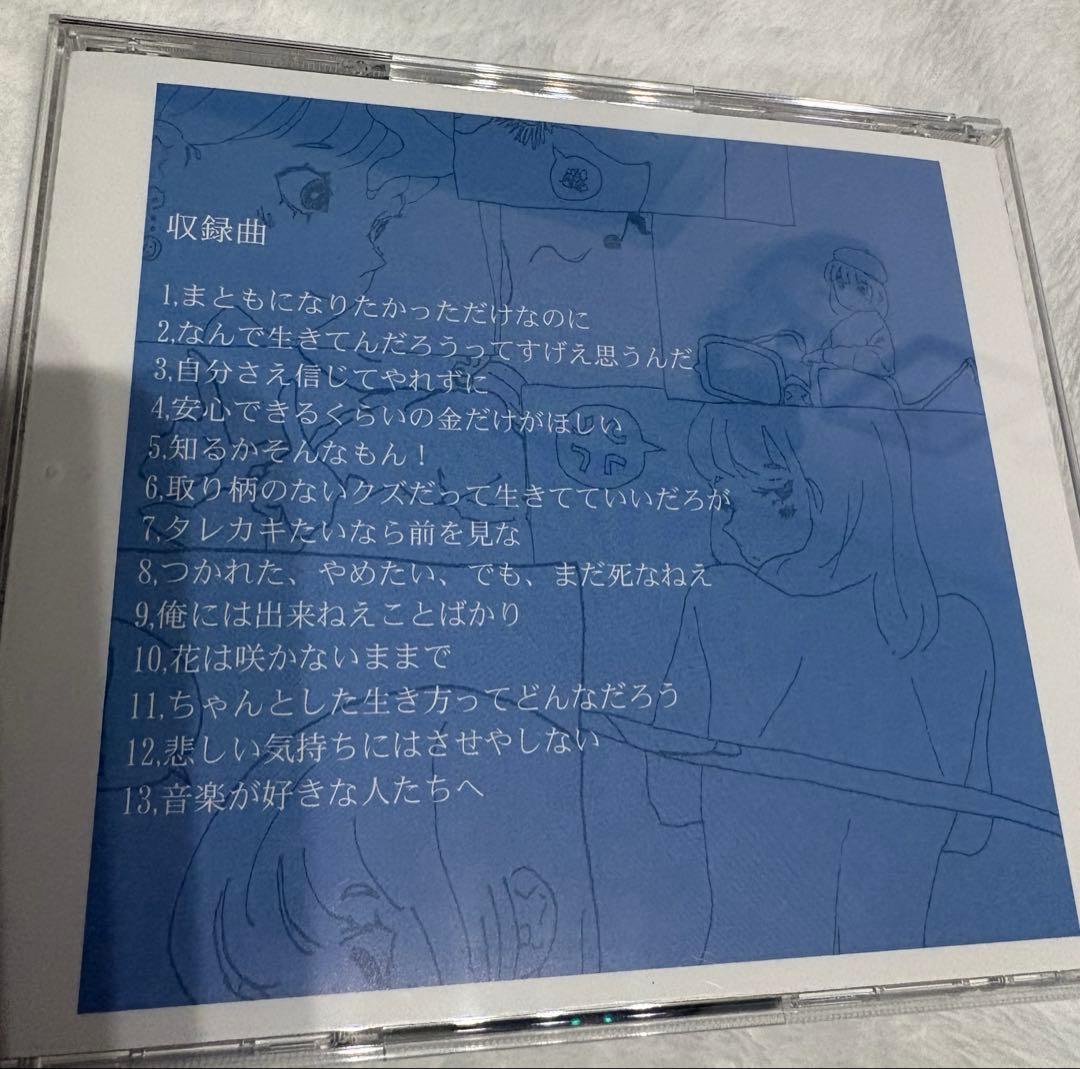 収録曲
1,まともになりたかっただけなのに
2,なんで生きてんだろうってすげえ思うんだ
3,自分さえ信じてやれずに
4,安心できるくらいの金だけがほしい
5,知るかそんなもん！
6,取り柄のないクズだって生きてていいだろが
7,タレカキたいなら前を見な
8,つかれた、やめたい、でも、まだ死なねえ
9,俺には出来ねえことばかり
10,花は咲かないままで
11,ちゃんとした生き方ってどんなだろう
12,悲しい気持ちにはさせやしない
13,音楽が好きな人たちへ